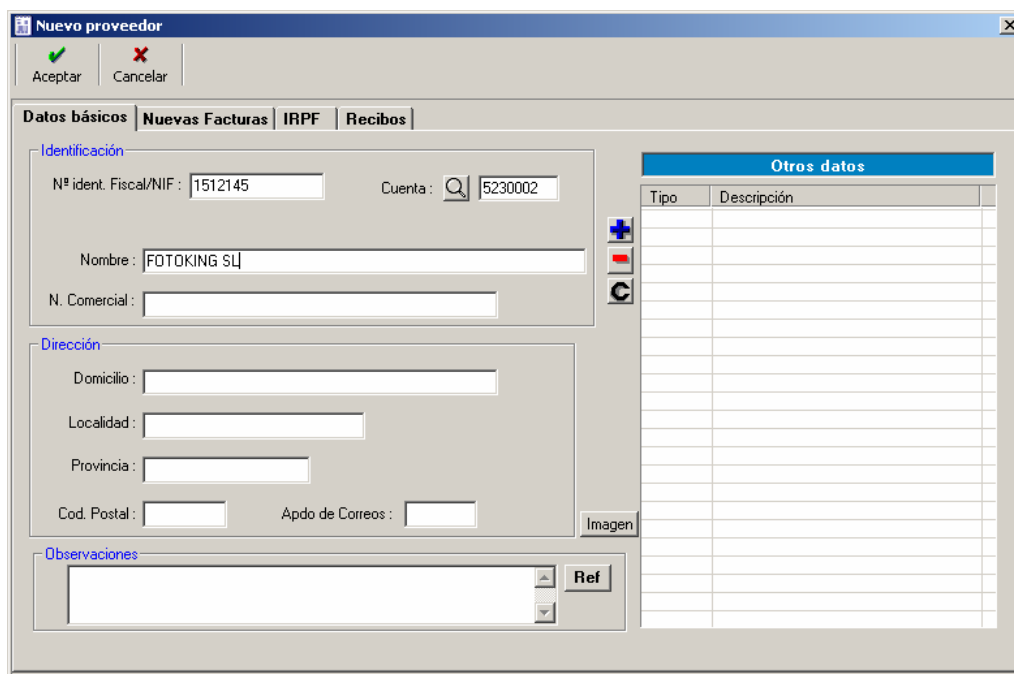 Nuevo proveedor
Aceptar Cancelar
Datos básicos Nuevas Facturas IRPF Recibos
Identificación
Nº ident. Fiscal/NIF : 1512145 Cuenta : 5230002
Nombre : FOTOKING SL
N. Comercial :
Otros datos
Tipo Descripción
Dirección
Domicilio :
Localidad :
Provincia :
Cod. Postal : Apdo de Correos :
Imagen
Observaciones
Ref